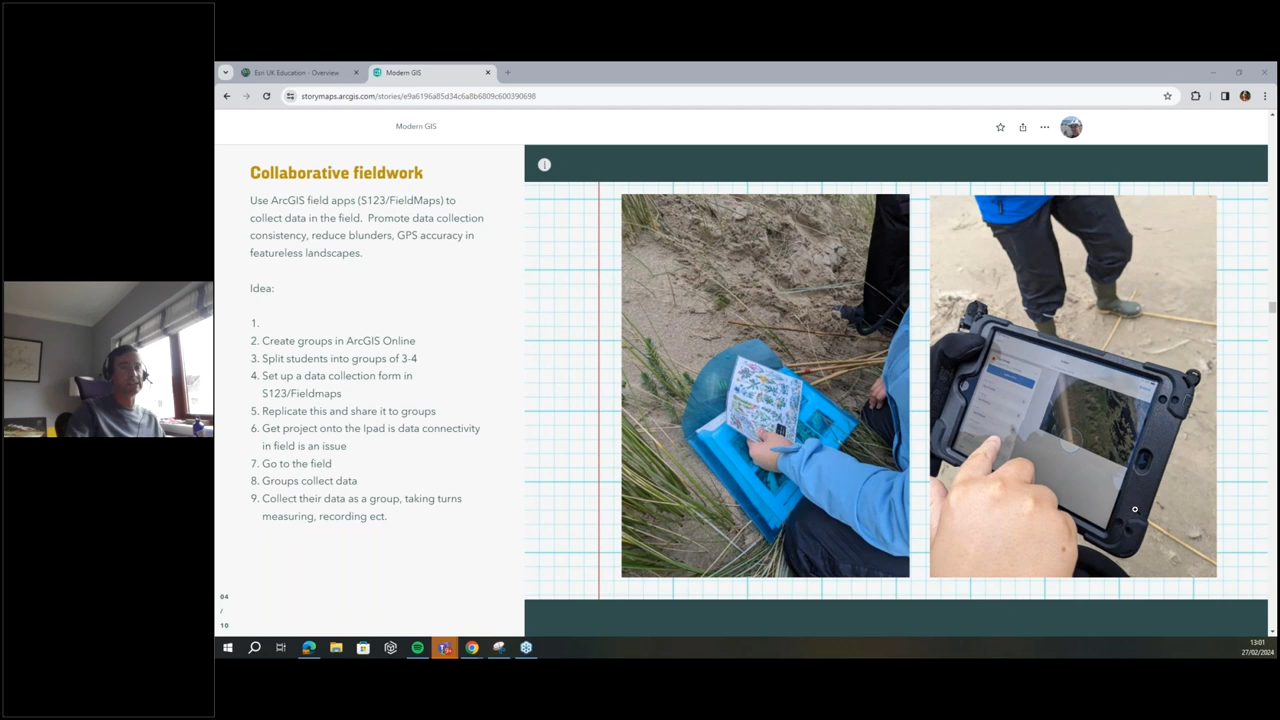 Esri UK Education - Overview
Modern GIS
storymaps.arcgis.com/stories/e9a6196a85d34c6a8b6809c600390698
Modern GIS
Collaborative fieldwork
Use ArcGIS field apps (S123/FieldMaps) to
collect data in the field. Promote data collection
consistency, reduce blunders, GPS accuracy in
featureless landscapes.
Idea:
1.
2. Create groups in ArcGIS Online
3. Split students into groups of 3-4
4. Set up a data collection form in
S123/Fieldmaps
5. Replicate this and share it to groups
6. Get project onto the Ipad is data connectivity
in field is an issue
7. Go to the field
8. Groups collect data
9. Collect their data as a group, taking turns
measuring, recording ect.
04
/
10
13:01
27/02/2024